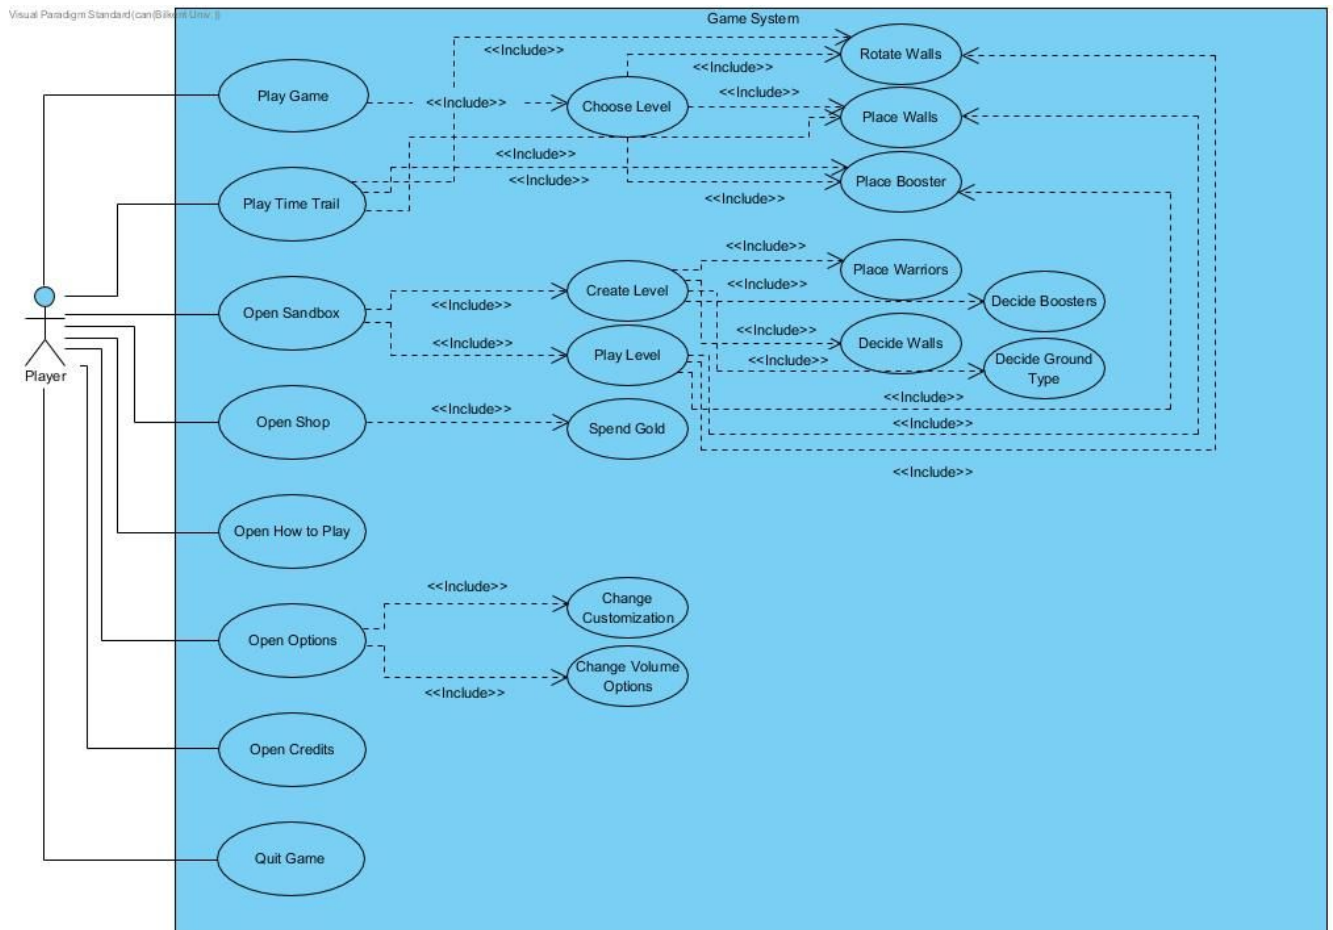 Visual Paradigm Standard(can(Bilkent Univ.))
Game System
<<Include>>
Rotate Walls
<<Include>>
Play Game
<<Include>>
Choose Level
<<Include>>
Place Walls
<<Include>>
<<Include>>
Place Booster
<<Include>>
Play Time Trail
<<Include>>
Place Warriors
<<Include>>
Create Level
Decide Boosters
<<Include>>
Open Sandbox
<<Include>>
Decide Walls
<<Include>>
Play Level
<<Include>>
Decide Ground
Type
Player
<<Include>>
<<Include>>
Open Shop
Spend Gold
<<Include>>
<<Include>>
Open How to Play
<<Include>>
Change
Customization
Open Options
Change Volume
Options
<<Include>>
Open Credits
Quit Game